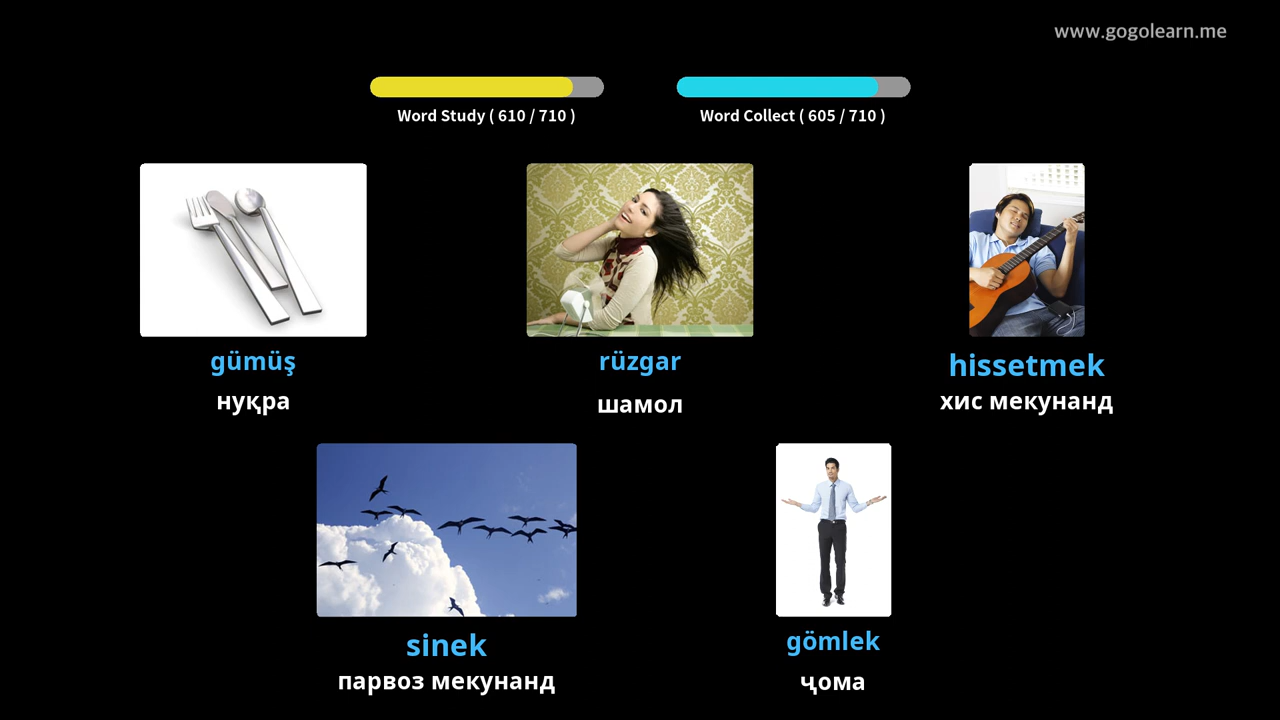 www.gogolearn.me
Word Study ( 610 / 710 )
Word Collect ( 605 / 710 )
gümüş
нуқра
rüzgar
шамол
hissetmek
хис мекунанд
sinek
парвоз мекунанд
gömlek
ҷома